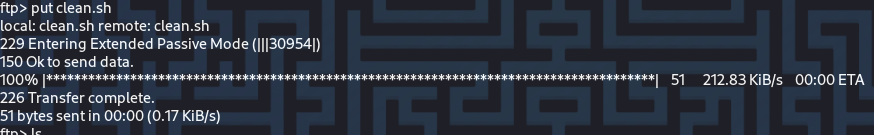 ftp> put clean.sh
local: clean.sh remote: clean.sh
229 Entering Extended Passive Mode (|||30954|)
150 Ok to send data.
100% |***********************************************************************************| 51 212.83 KiB/s 00:00 ETA
226 Transfer complete.
51 bytes sent in 00:00 (0.17 KiB/s)
ftp> ls